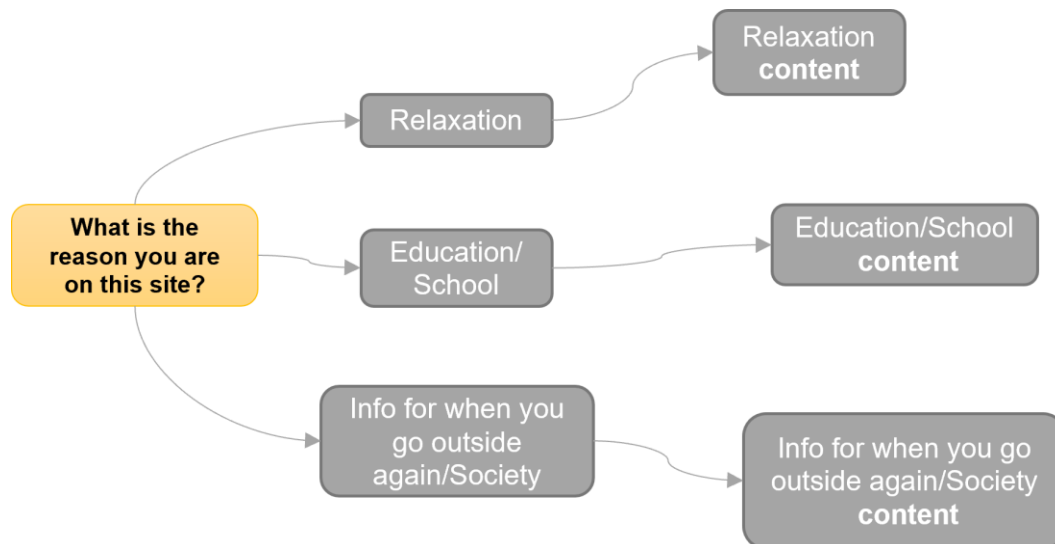 What is the
reason you are
on this site?
Relaxation
Relaxation
content
Education/
School
Education/School
content
Info for when you
go outside
again/Society
Info for when you go
outside again/Society
content